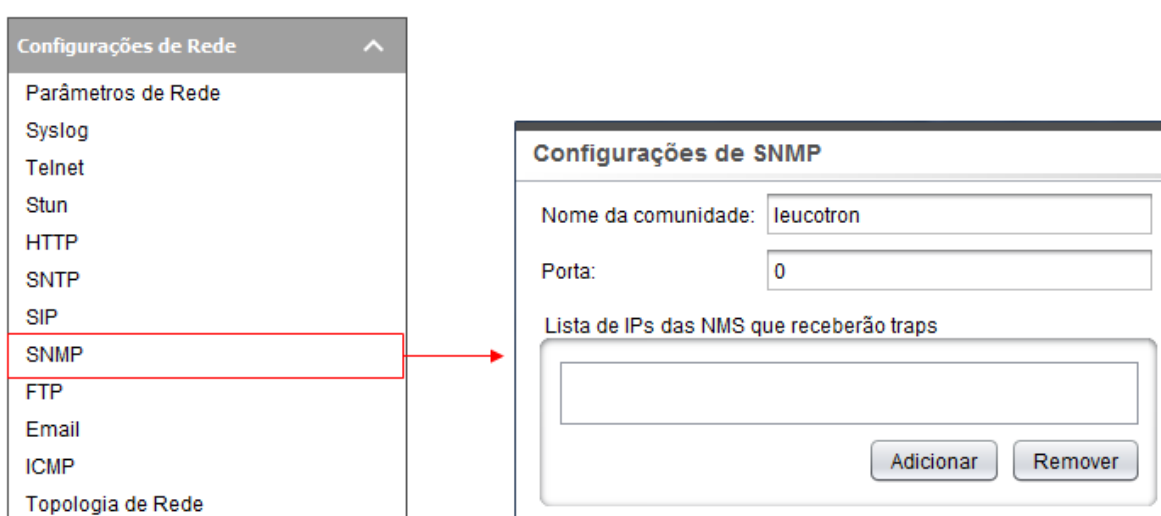 Configurações de Rede
Parâmetros de Rede
Syslog
Telnet
Stun
HTTP
SNTP
SIP
SNMP
FTP
Email
ICMP
Topologia de Rede
Configurações de SNMP
Nome da comunidade: leucotron
Porta: 0
Lista de IPs das NMS que receberão traps
Adicionar Remover